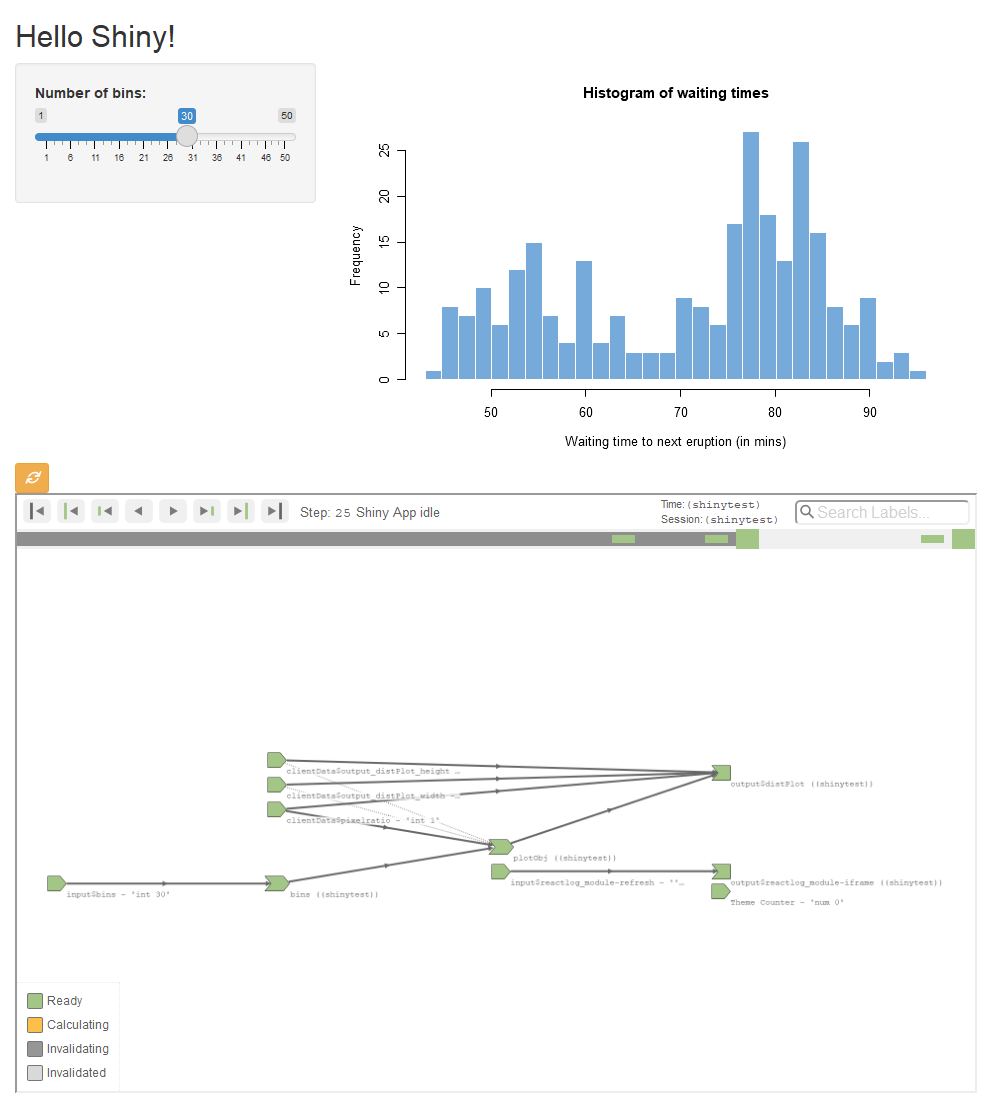 Hello Shiny!
Number of bins:
1 30 50
1 6 11 16 21 26 31 36 41 46 50
Histogram of waiting times
Frequency
0 5 10 15 20 25
50 60 70 80 90
Waiting time to next eruption (in mins)
Step: 25 Shiny App idle
Time: (shinytest)
Session: (shinytest)
Search Labels...
clientData$output_distPlot_height …
clientData$output_distPlot_width -…
clientData$pixelratio - 'int 1'
output$distPlot ((shinytest))
plotObj ((shinytest))
input$bins - 'int 30'
bins ((shinytest))
input$reactlog_module-refresh - '"…
output$reactlog_module-iframe ((shinytest))
Theme Counter - 'num 0'
Ready
Calculating
Invalidating
Invalidated